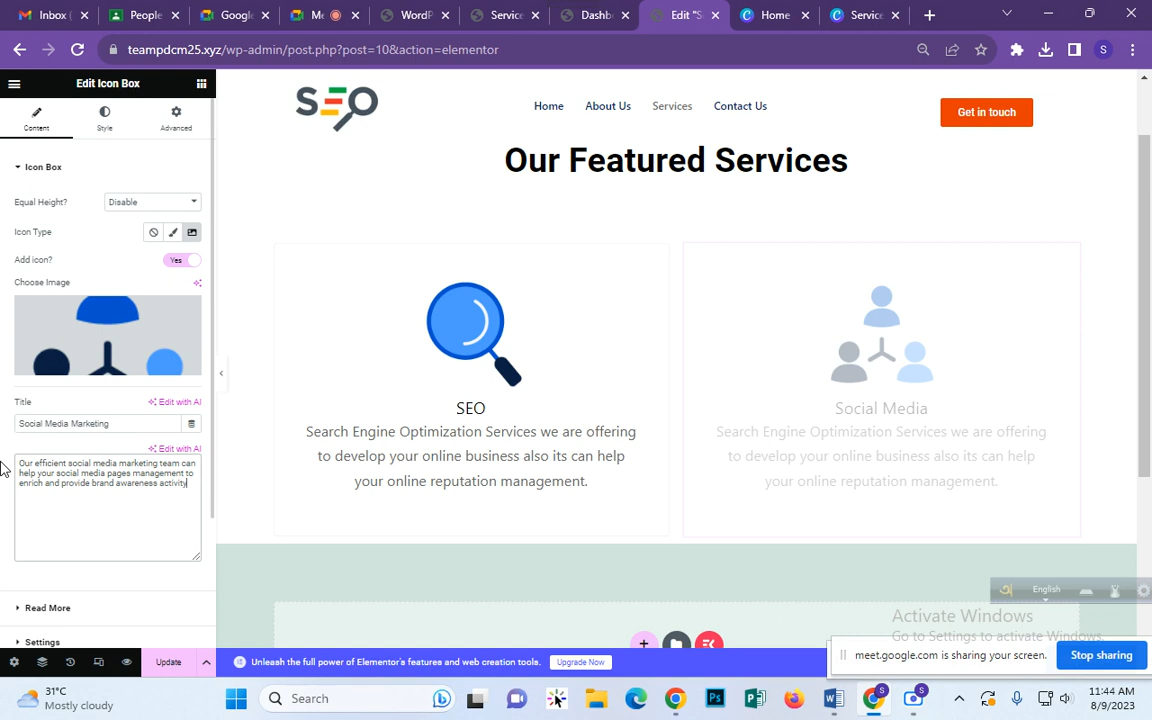 Inbox (
People
Google
Me
WordP
Service
Dashb
Edit "S
Home
Service
teampdcm25.xyz/wp-admin/post.php?post=10&action=elementor
S
Edit Icon Box
Content
Style
Advanced
Icon Box
Equal Height?
Disable
Icon Type
Add icon?
Yes
Choose Image
Title
Edit with AI
Social Media Marketing
Edit with AI
Our efficient social media marketing team can
help your social media pages management to
enrich and provide brand awareness activity
Read More
Settings
Update
SEO
Home
About Us
Services
Contact Us
Get in touch
Our Featured Services
SEO
Search Engine Optimization Services we are offering
to develop your online business also its can help
your online reputation management.
Social Media
Search Engine Optimization Services we are offering
to develop your online business also its can help
your online reputation management.
English
Activate Windows
Go to Settings to activate Windows.
Unleash the full power of Elementor's features and web creation tools.
Upgrade Now
meet.google.com is sharing your screen.
Stop sharing
31°C
Mostly cloudy
Search
11:44 AM
8/9/2023